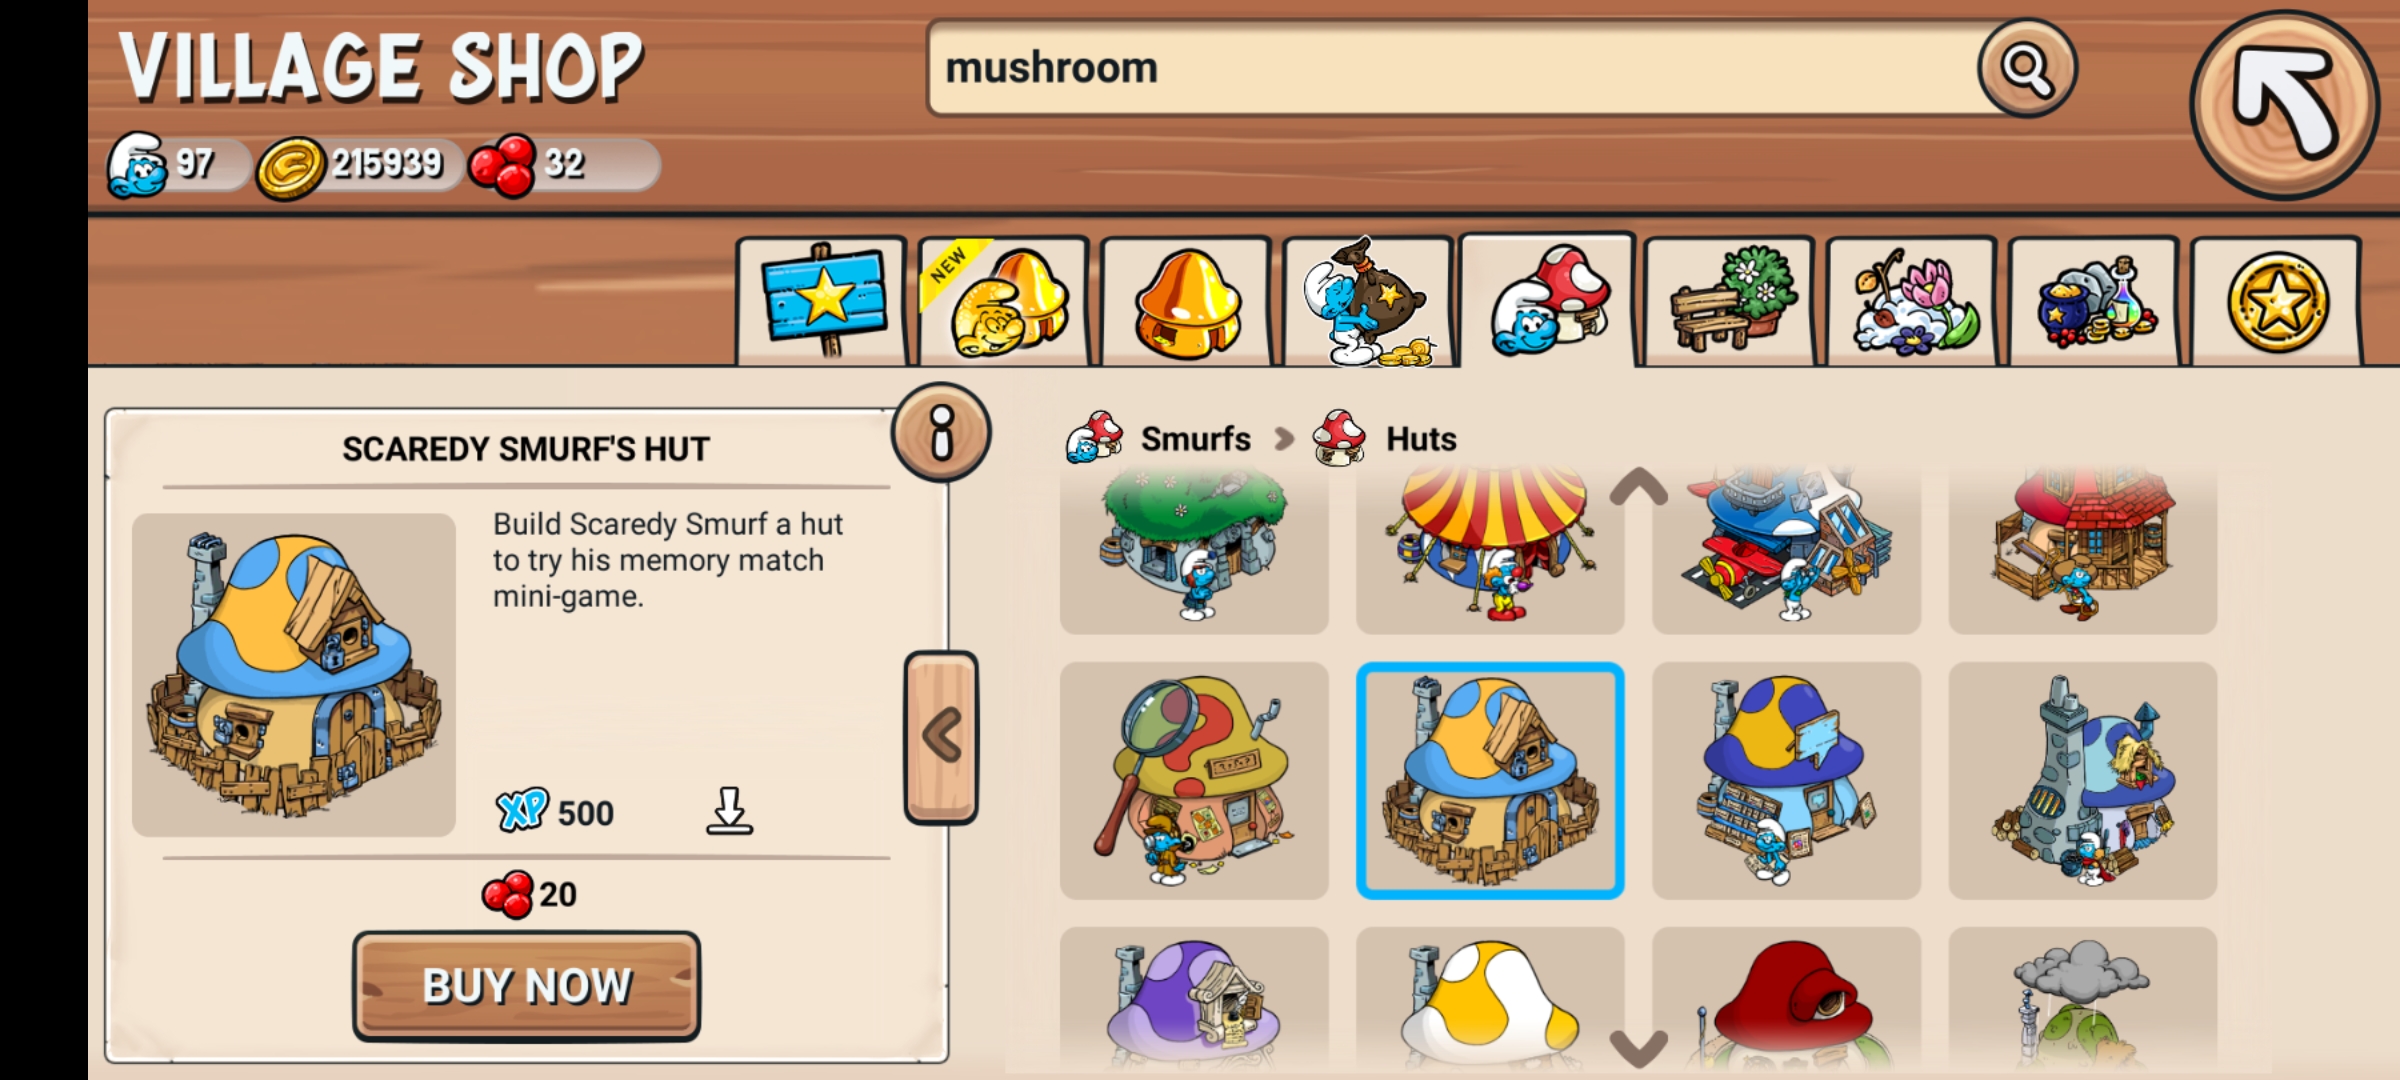 VILLAGE SHOP
mushroom
97
215939
32
NEW
SCAREDY SMURF'S HUT
Build Scaredy Smurf a hut
to try his memory match
mini-game.
XP 500
20
BUY NOW
Smurfs
Huts